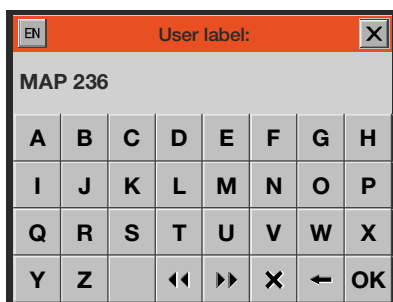 EN User label: X
MAP 236
A B C D E F G H
I J K L M N O P
Q R S T U V W X
Y Z ◀◀ ▶▶ X ← OK